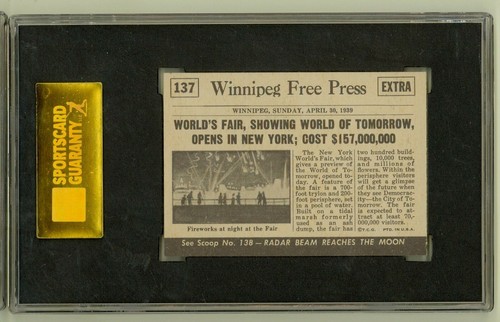 SPORTSCARD
GUARANTY
137 Winnipeg Free Press EXTRA
WINNIPEG, SUNDAY, APRIL 30, 1939
WORLD'S FAIR, SHOWING WORLD OF TOMORROW,
OPENS IN NEW YORK; COST $157,000,000
The New York
World's Fair, which
gives a preview of
the World of To-
morrow, opened to-
day. A feature of
the fair is a 700-
foot trylon and 200-
foot perisphere, set
in a pool of water.
Built on a tidal
marsh formerly
used as an ash
dump, the fair has
two hundred build-
ings, 10,000 trees,
and millions of
flowers. Within the
perisphere visitors
will get a glimpse
of the future when
they see Democrac-
ity—the City of To-
morrow. The fair
is expected to at-
tract at least 70,-
000,000 visitors.
©T.C.G. PTD. IN U.S.A.
Fireworks at night at the Fair
See Scoop No. 138—RADAR BEAM REACHES THE MOON